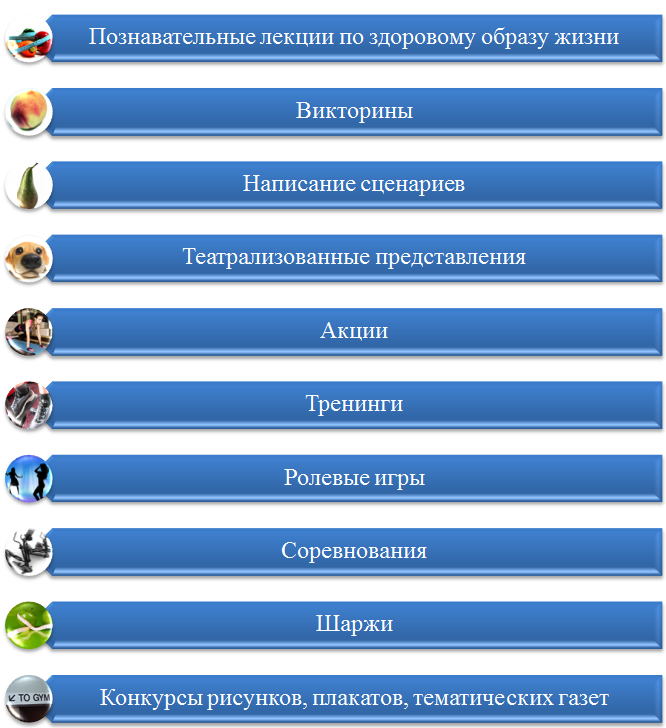 Познавательные лекции по здоровому образу жизни
Викторины
Написание сценариев
Театрализованные представления
Акции
Тренинги
Ролевые игры
Соревнования
Шаржи
↙ TO GYM
Конкурсы рисунков, плакатов, тематических газет